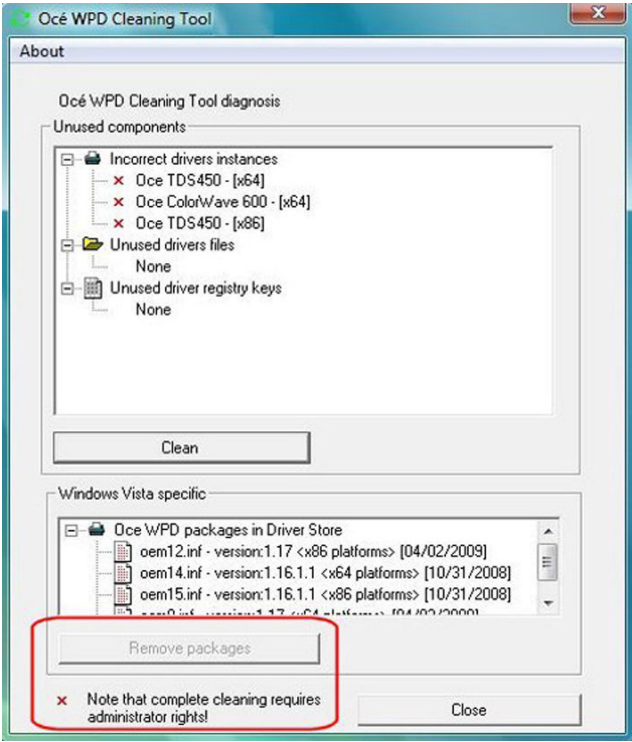 Océ WPD Cleaning Tool
About
Océ WPD Cleaning Tool diagnosis
Unused components
Incorrect drivers instances
Oce TDS450 - [x64]
Oce ColorWave 600 - [x64]
Oce TDS450 - [x86]
Unused drivers files
None
Unused driver registry keys
None
Clean
Windows Vista specific
Oce WPD packages in Driver Store
oem12.inf - version:1.17 <x86 platforms> [04/02/2009]
oem14.inf - version:1.16.1.1 <x64 platforms> [10/31/2008]
oem15.inf - version:1.16.1.1 <x86 platforms> [10/31/2008]
Remove packages
Note that complete cleaning requires
administrator rights!
Close